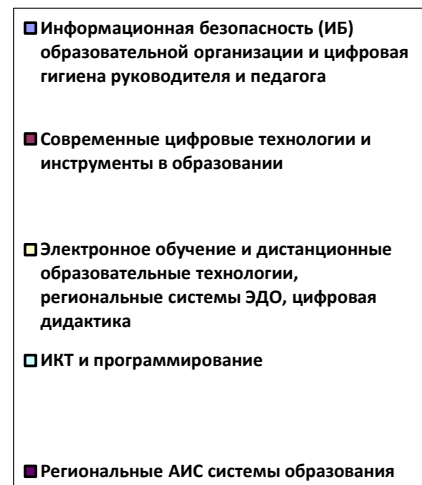 Информационная безопасность (ИБ)
образовательной организации и цифровая
гигиена руководителя и педагога
Современные цифровые технологии и
инструменты в образовании
Электронное обучение и дистанционные
образовательные технологии,
региональные системы ЭДО, цифровая
дидактика
ИКТ и программирование
Региональные АИС системы образования